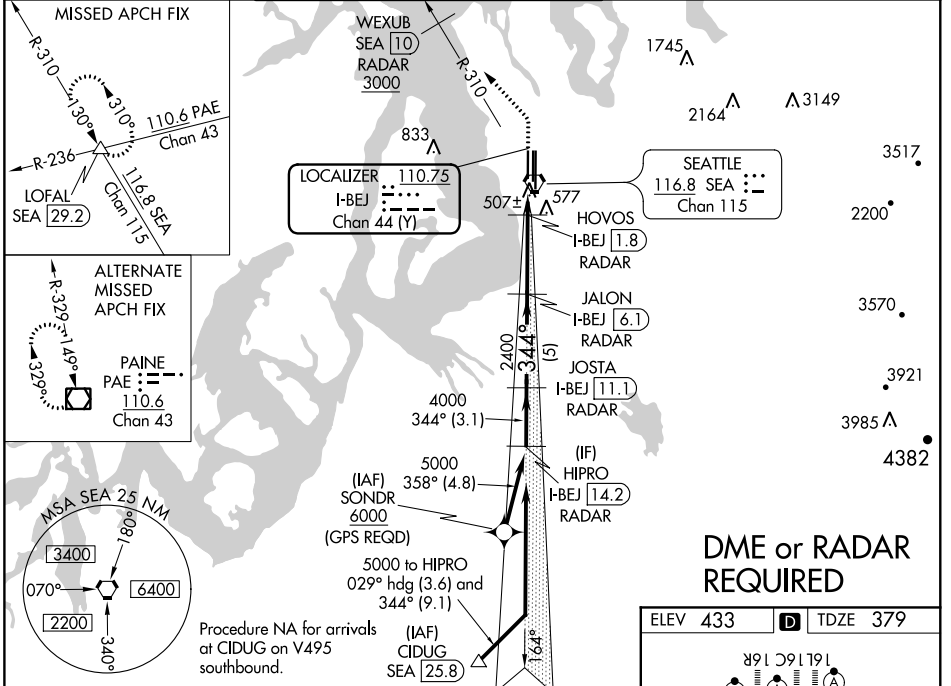 MISSED APCH FIX
R-310
130°
310°
110.6 PAE
Chan 43
R-236
LOFAL
SEA 29.2
116.8 SEA
Chan 115
ALTERNATE
MISSED
APCH FIX
R-329
149°
329°
PAINE
PAE
110.6
Chan 43
MSA SEA 25 NM
180°
3400
070°
6400
2200
340°
Procedure NA for arrivals
at CIDUG on V495
southbound.
WEXUB
SEA 10
RADAR
3000
R-310
833
LOCALIZER 110.75
I-BEJ
Chan 44 (Y)
507±
577
SEATTLE
116.8 SEA
Chan 115
1745
2164
3149
3517
2200
3570
3921
3985
4382
HOVOS
I-BEJ 1.8
RADAR
JALON
I-BEJ 6.1
RADAR
2400
344°
(5)
JOSTA
I-BEJ 11.1
RADAR
4000
344° (3.1)
(IF)
HIPRO
I-BEJ 14.2
RADAR
5000
358° (4.8)
(IAF)
SONDR
6000
(GPS REQD)
5000 to HIPRO
029° hdg (3.6) and
344° (9.1)
(IAF)
CIDUG
SEA 25.8
164°
DME or RADAR
REQUIRED
ELEV 433
D
TDZE 379
16R
16C
16L
A